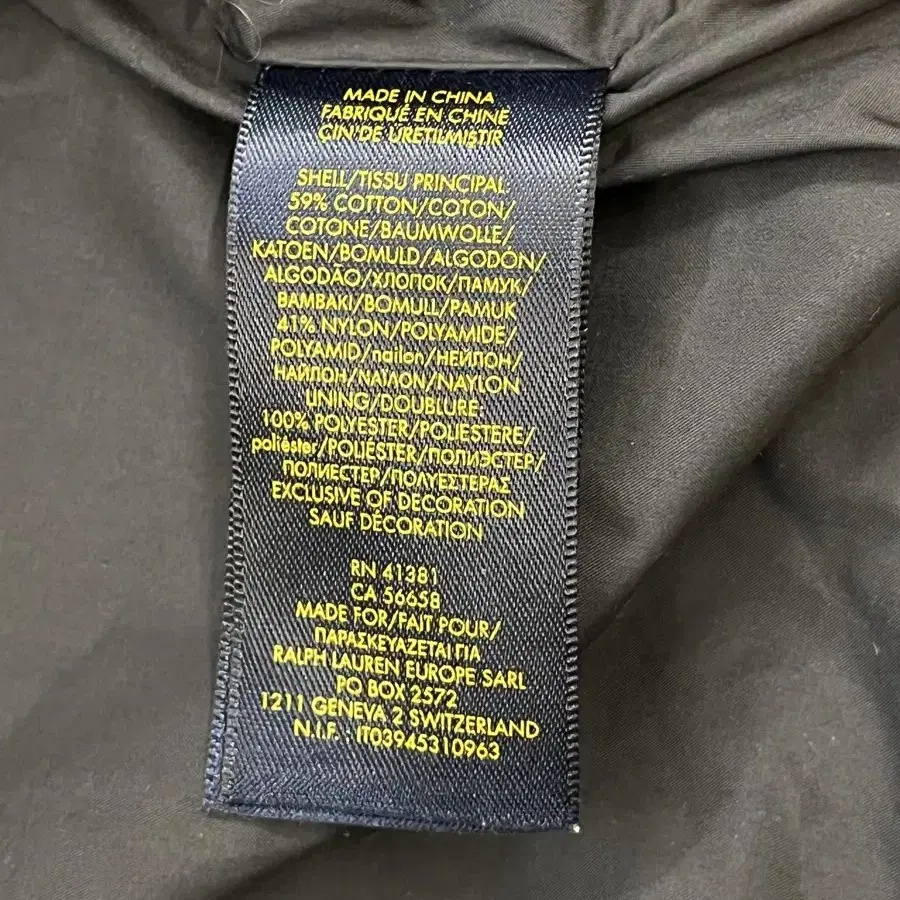 MADE IN CHINA
FABRIQUÉ EN CHINE
ÇIN'DE ÜRETILMIŞTIR
SHELL/TISSU PRINCIPAL
59% COTTON/COTON/
COTONE/BAUMWOLLE/
KATOEN/BOMULD/ALGODÓN/
ALGODÃO/ХЛОПОК/ПАМУК/
BAMBAKI/BOMULL/PAMUK
41% NYLON/POLYAMIDE/
POLYAMID/nailon/НЕЙЛОН/
НАЙЛОН/ΝΑΪΛΟΝ/NAYLON
LINING/DOUBLURE:
100% POLYESTER/POLIESTERE/
poliéster/POLIÉSTER/ПОЛИЭСТЕР/
ПОЛИЕСТЕР/ΠΟΛΥΕΣΤΕΡΑΣ
EXCLUSIVE OF DECORATION
SAUF DÉCORATION
RN 41381
CA 56658
MADE FOR/FAIT POUR/
ΠΑΡΑΣΚΕΥΑΖΕΤΑΙ ΓΙΑ
RALPH LAUREN EUROPE SARL
PO BOX 2572
1211 GENEVA 2 SWITZERLAND
N.I.F. : IT03945310963